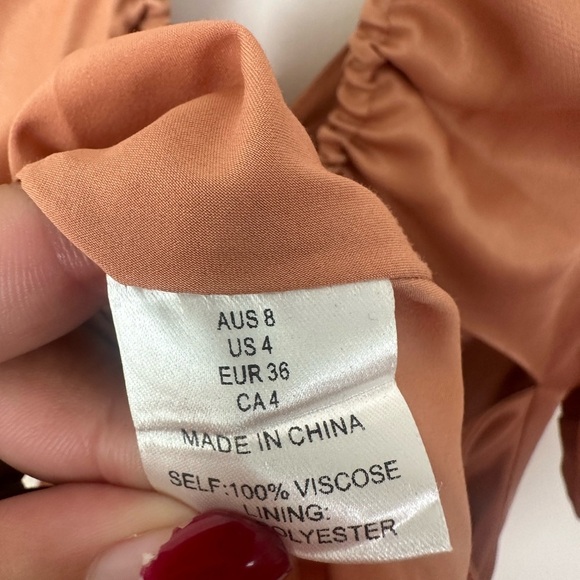 AUS 8
US 4
EUR 36
CA 4
MADE IN CHINA
SELF:100% VISCOSE
LINING:
POLYESTER